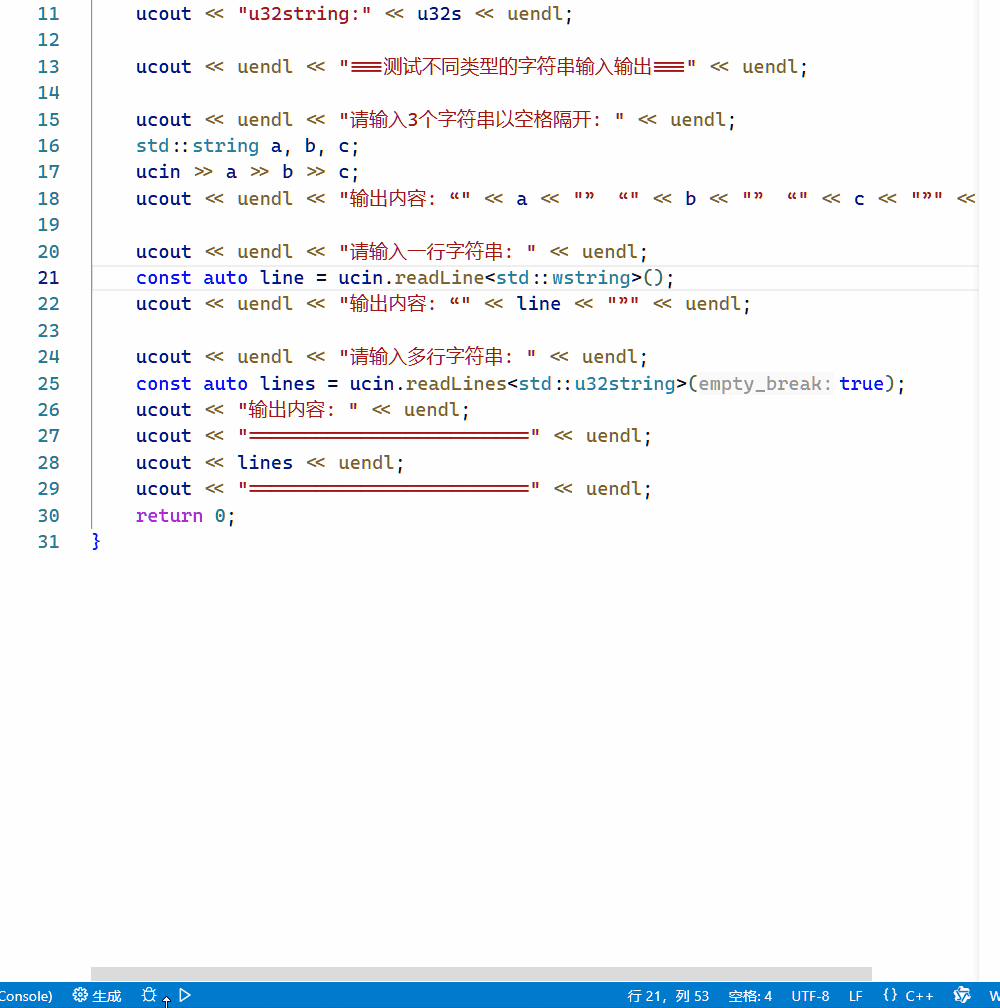 11 ucout << "u32string:" << u32s << uendl;
12
13 ucout << uendl << "===测试不同类型的字符串输入输出===" << uendl;
14
15 ucout << uendl << "请输入3个字符串以空格隔开: " << uendl;
16 std::string a, b, c;
17 ucin >> a >> b >> c;
18 ucout << uendl << "输出内容: “" << a << "” “" << b << "” “" << c << "”" <<
19
20 ucout << uendl << "请输入一行字符串: " << uendl;
21 const auto line = ucin.readLine<std::wstring>();
22 ucout << uendl << "输出内容: “" << line << "”" << uendl;
23
24 ucout << uendl << "请输入多行字符串: " << uendl;
25 const auto lines = ucin.readLines<std::u32string>(empty_break: true);
26 ucout << "输出内容: " << uendl;
27 ucout << "=========================" << uendl;
28 ucout << lines << uendl;
29 ucout << "=========================" << uendl;
30 return 0;
31 }
Console) 生成 行 21, 列 53 空格: 4 UTF-8 LF {} C++ W